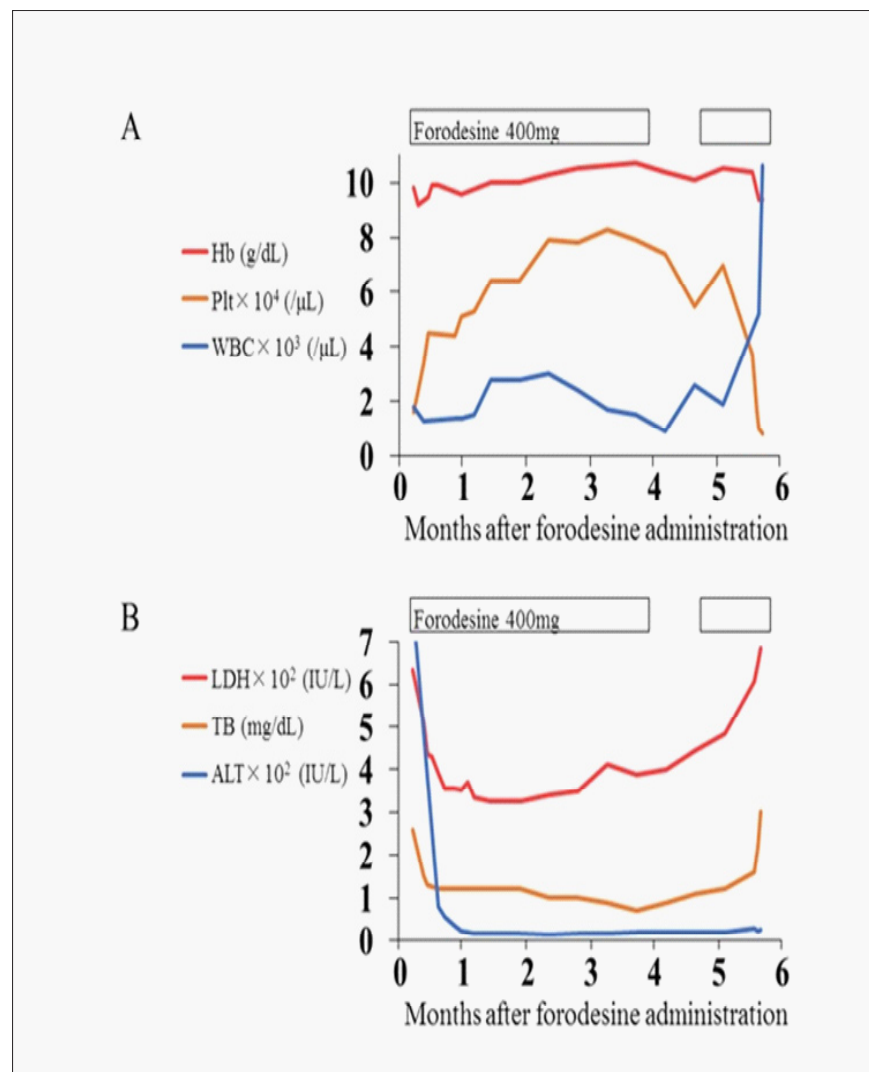 A
Forodesine 400mg
10
8
6
4
2
0
Hb (g/dL)
Plt×10⁴ (/μL)
WBC×10³ (/μL)
0 1 2 3 4 5 6
Months after forodesine administration
B
Forodesine 400mg
7
6
5
4
3
2
1
0
LDH×10² (IU/L)
TB (mg/dL)
ALT×10² (IU/L)
0 1 2 3 4 5 6
Months after forodesine administration